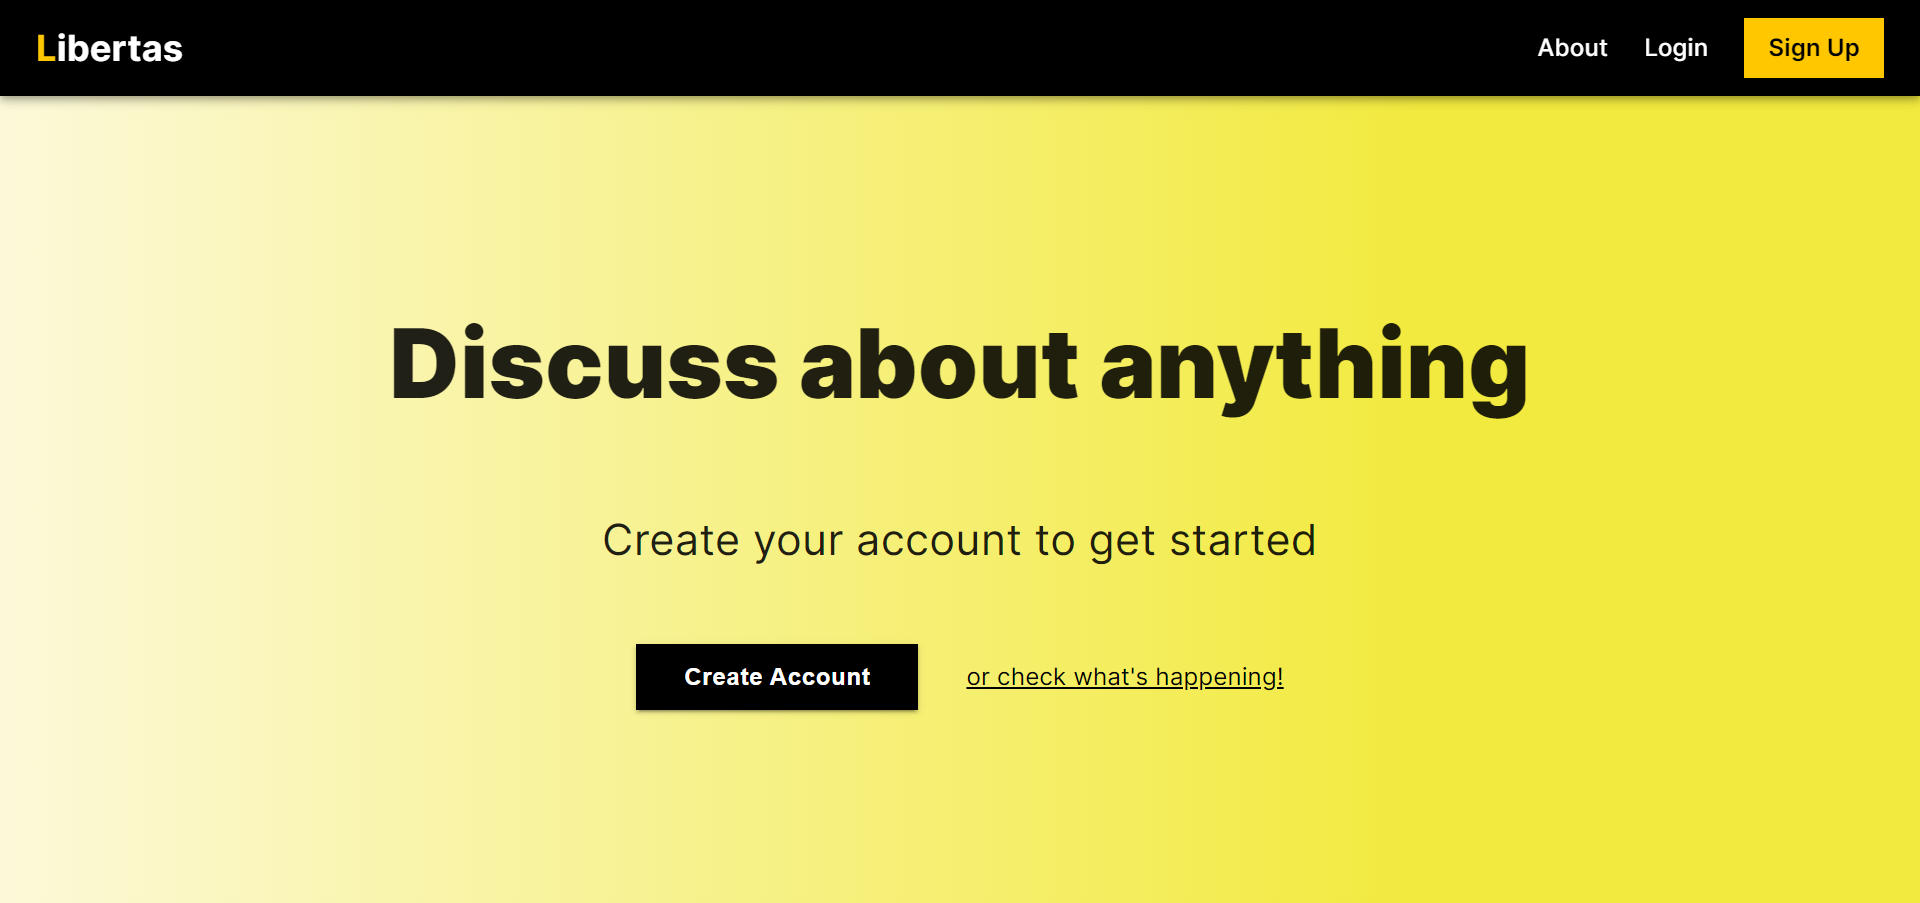 Libertas
About Login Sign Up
Discuss about anything
Create your account to get started
Create Account
or check what's happening!